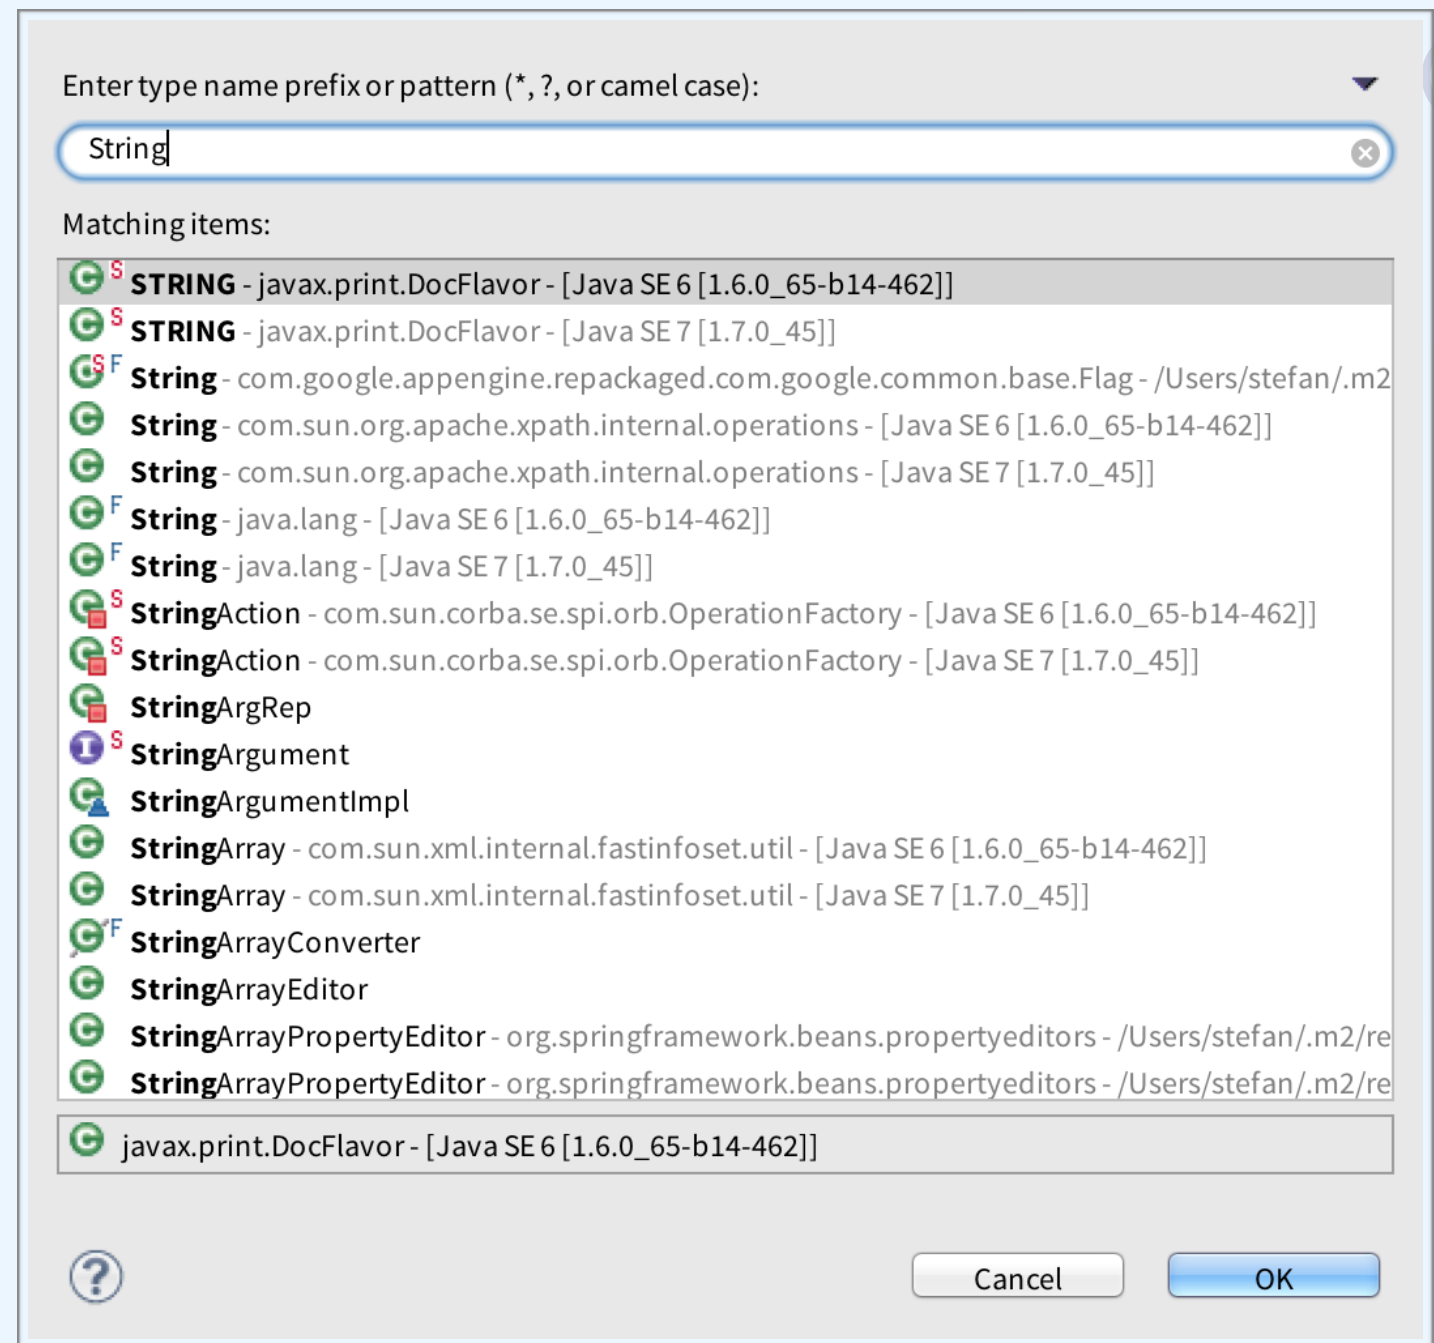 Enter type name prefix or pattern (*, ?, or camel case):
String
Matching items:
STRING - javax.print.DocFlavor - [Java SE 6 [1.6.0_65-b14-462]]
STRING - javax.print.DocFlavor - [Java SE 7 [1.7.0_45]]
String - com.google.appengine.repackaged.com.google.common.base.Flag - /Users/stefan/.m2
String - com.sun.org.apache.xpath.internal.operations - [Java SE 6 [1.6.0_65-b14-462]]
String - com.sun.org.apache.xpath.internal.operations - [Java SE 7 [1.7.0_45]]
String - java.lang - [Java SE 6 [1.6.0_65-b14-462]]
String - java.lang - [Java SE 7 [1.7.0_45]]
StringAction - com.sun.corba.se.spi.orb.OperationFactory - [Java SE 6 [1.6.0_65-b14-462]]
StringAction - com.sun.corba.se.spi.orb.OperationFactory - [Java SE 7 [1.7.0_45]]
StringArgRep
StringArgument
StringArgumentImpl
StringArray - com.sun.xml.internal.fastinfoset.util - [Java SE 6 [1.6.0_65-b14-462]]
StringArray - com.sun.xml.internal.fastinfoset.util - [Java SE 7 [1.7.0_45]]
StringArrayConverter
StringArrayEditor
StringArrayPropertyEditor - org.springframework.beans.propertyeditors - /Users/stefan/.m2/re
StringArrayPropertyEditor - org.springframework.beans.propertyeditors - /Users/stefan/.m2/re
javax.print.DocFlavor - [Java SE 6 [1.6.0_65-b14-462]]
Cancel OK